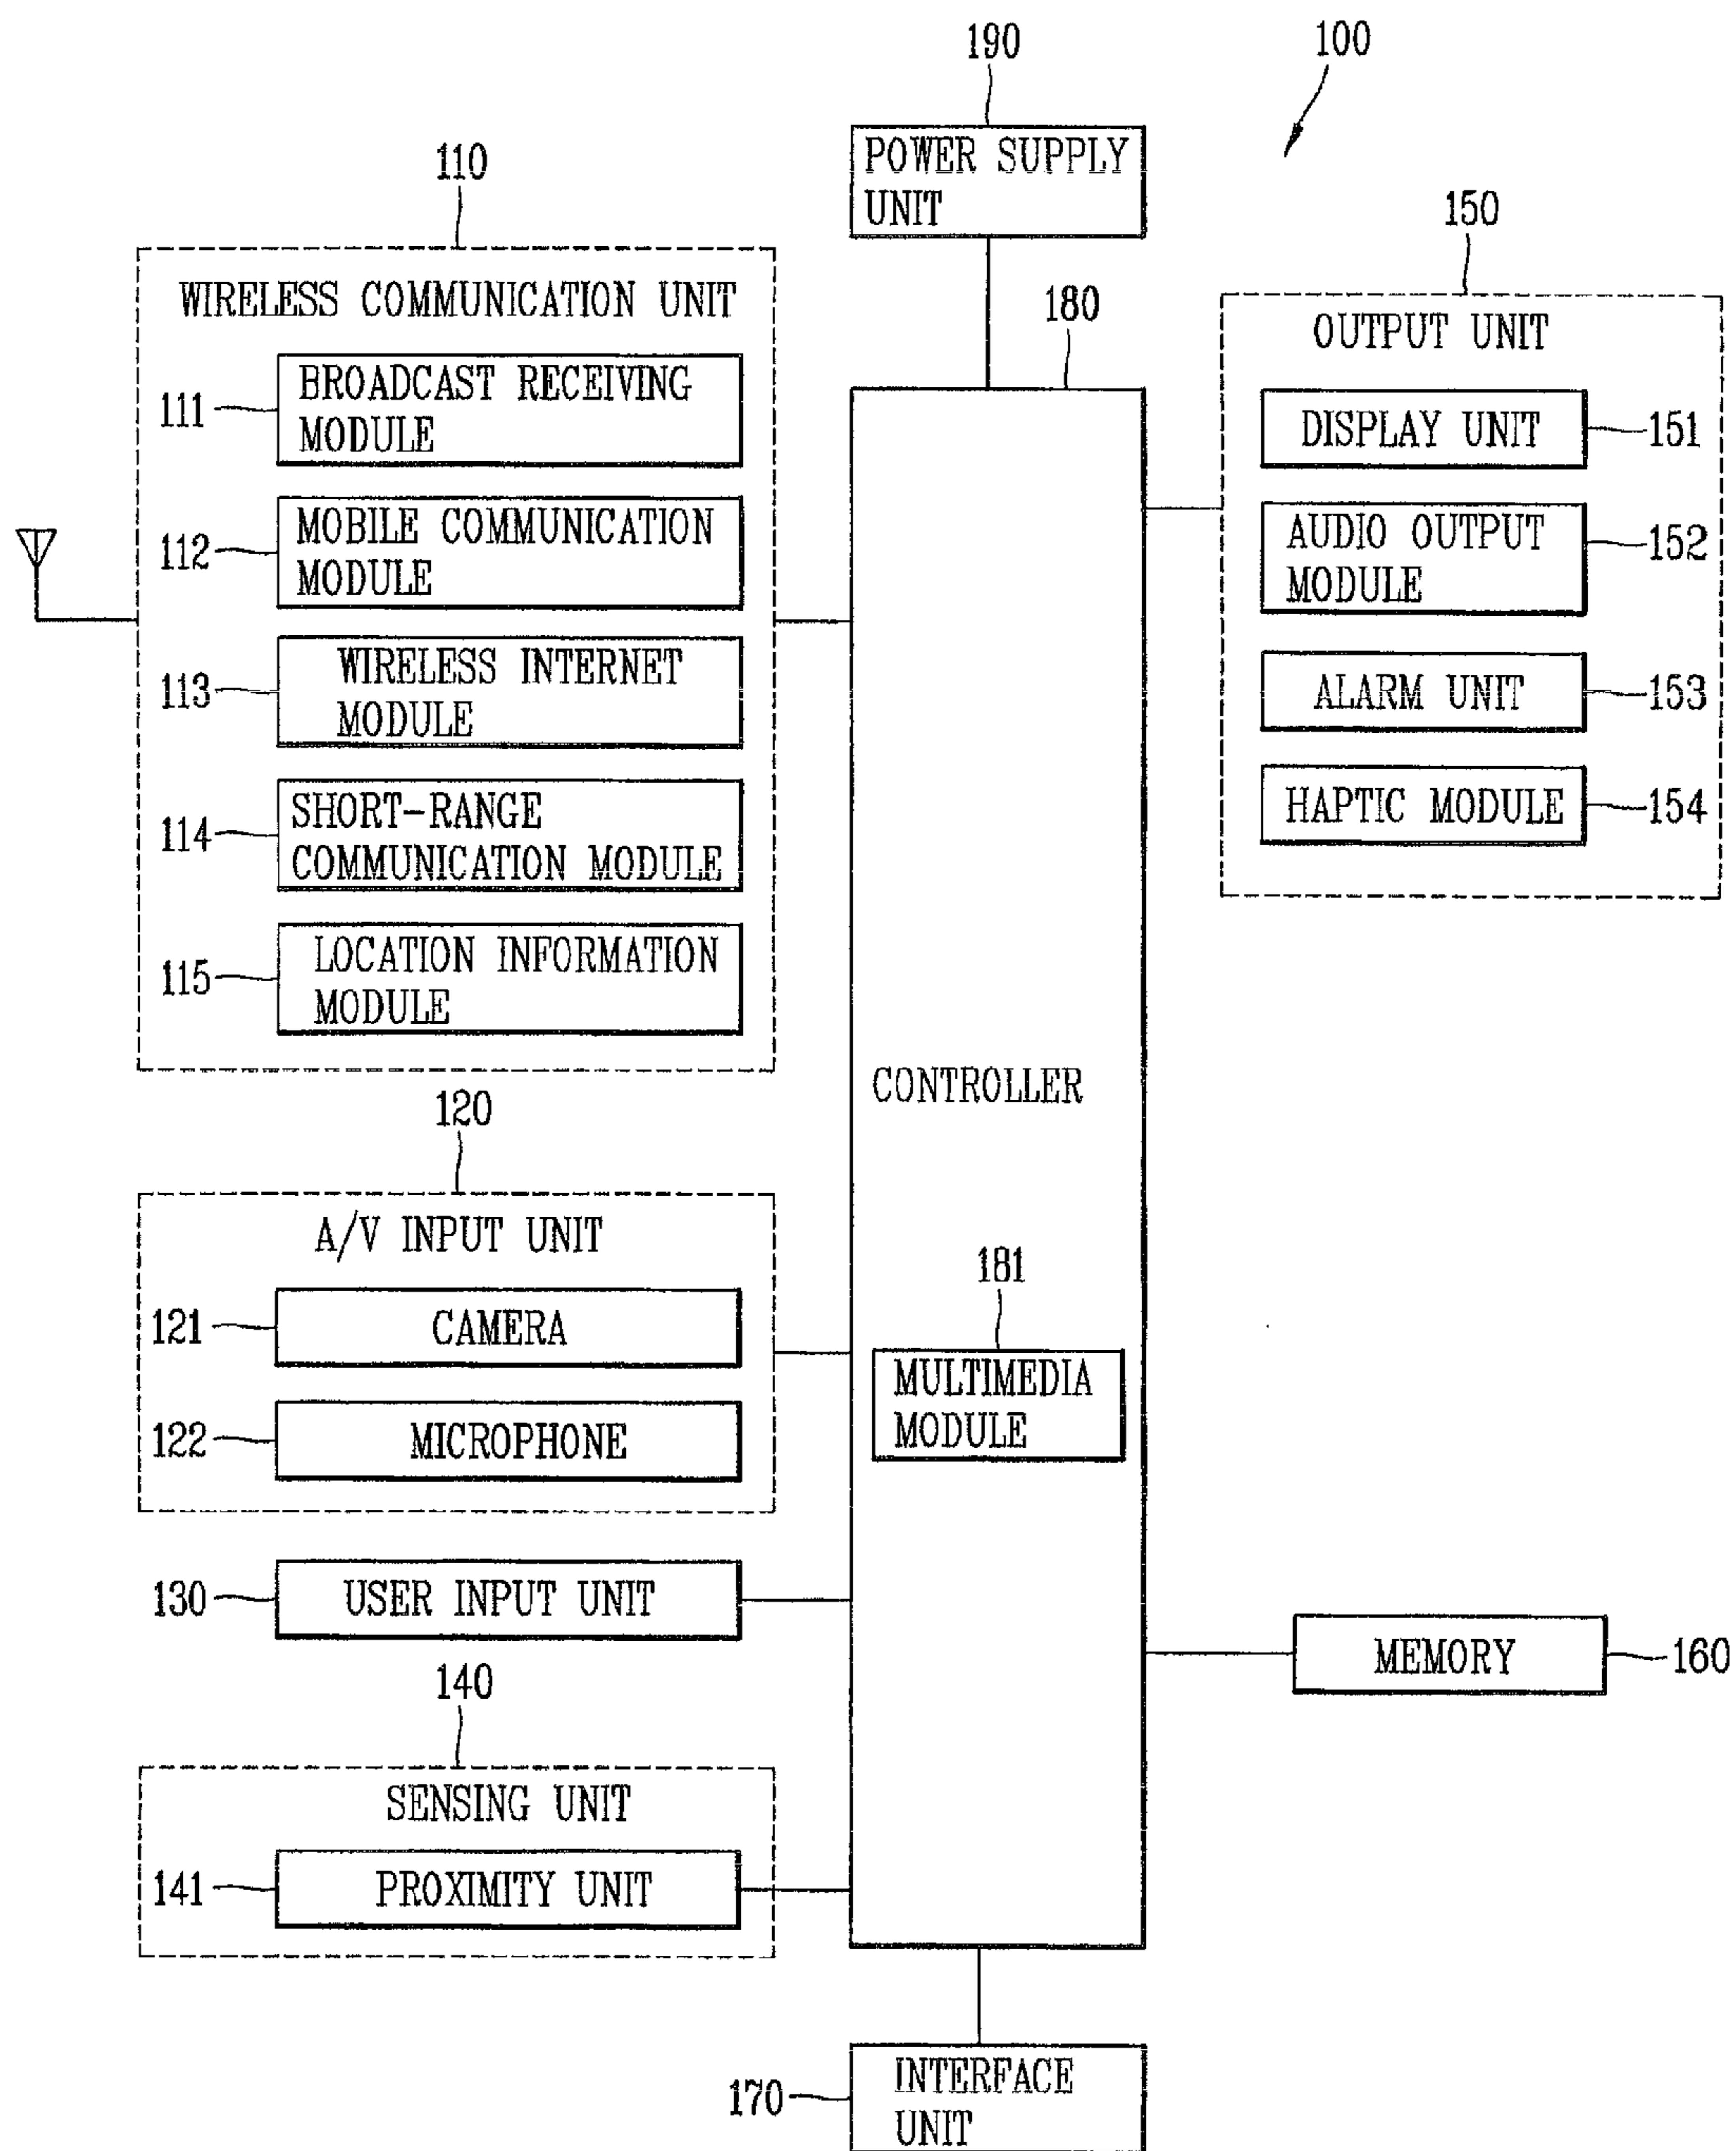 100
190
POWER SUPPLY
UNIT
110
WIRELESS COMMUNICATION UNIT
111
BROADCAST RECEIVING
MODULE
112
MOBILE COMMUNICATION
MODULE
113
WIRELESS INTERNET
MODULE
114
SHORT-RANGE
COMMUNICATION MODULE
115
LOCATION INFORMATION
MODULE
120
A/V INPUT UNIT
121
CAMERA
122
MICROPHONE
130
USER INPUT UNIT
140
SENSING UNIT
141
PROXIMITY UNIT
180
CONTROLLER
181
MULTIMEDIA
MODULE
150
OUTPUT UNIT
DISPLAY UNIT
151
AUDIO OUTPUT
MODULE
152
ALARM UNIT
153
HAPTIC MODULE
154
MEMORY
160
170
INTERFACE
UNIT